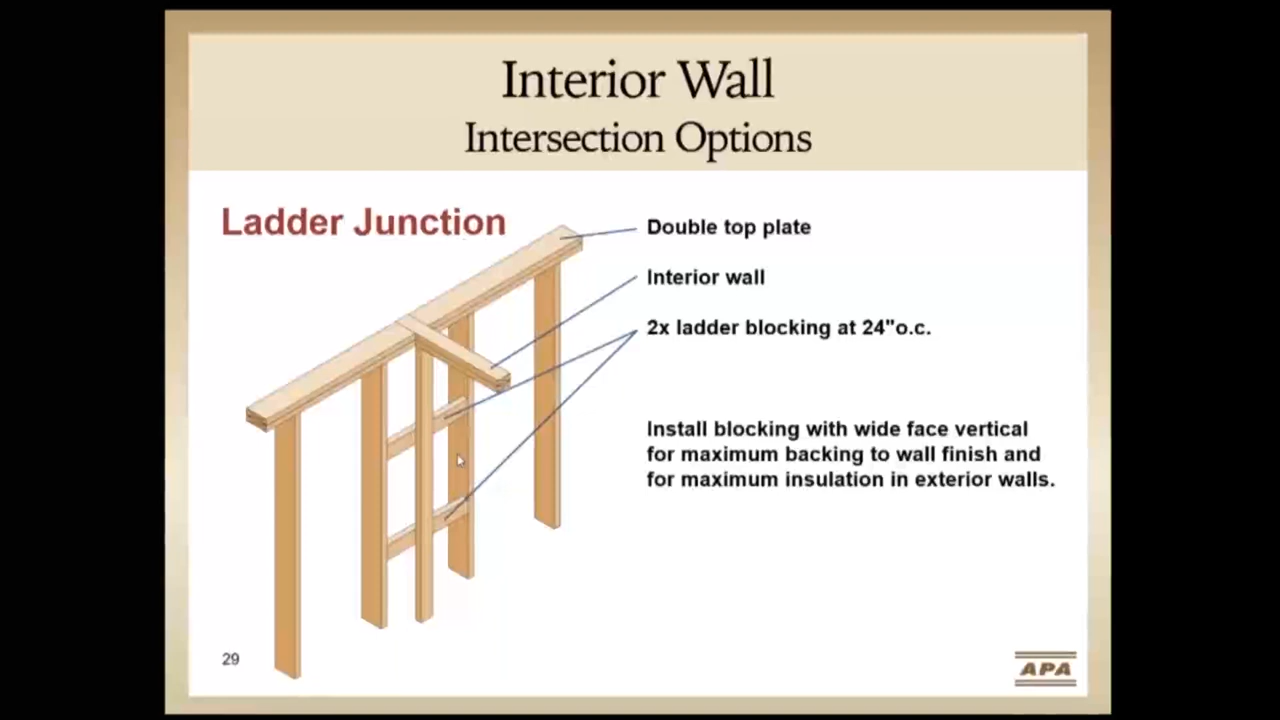 Interior Wall
Intersection Options
Ladder Junction
Double top plate
Interior wall
2x ladder blocking at 24"o.c.
Install blocking with wide face vertical
for maximum backing to wall finish and
for maximum insulation in exterior walls.
29
APA